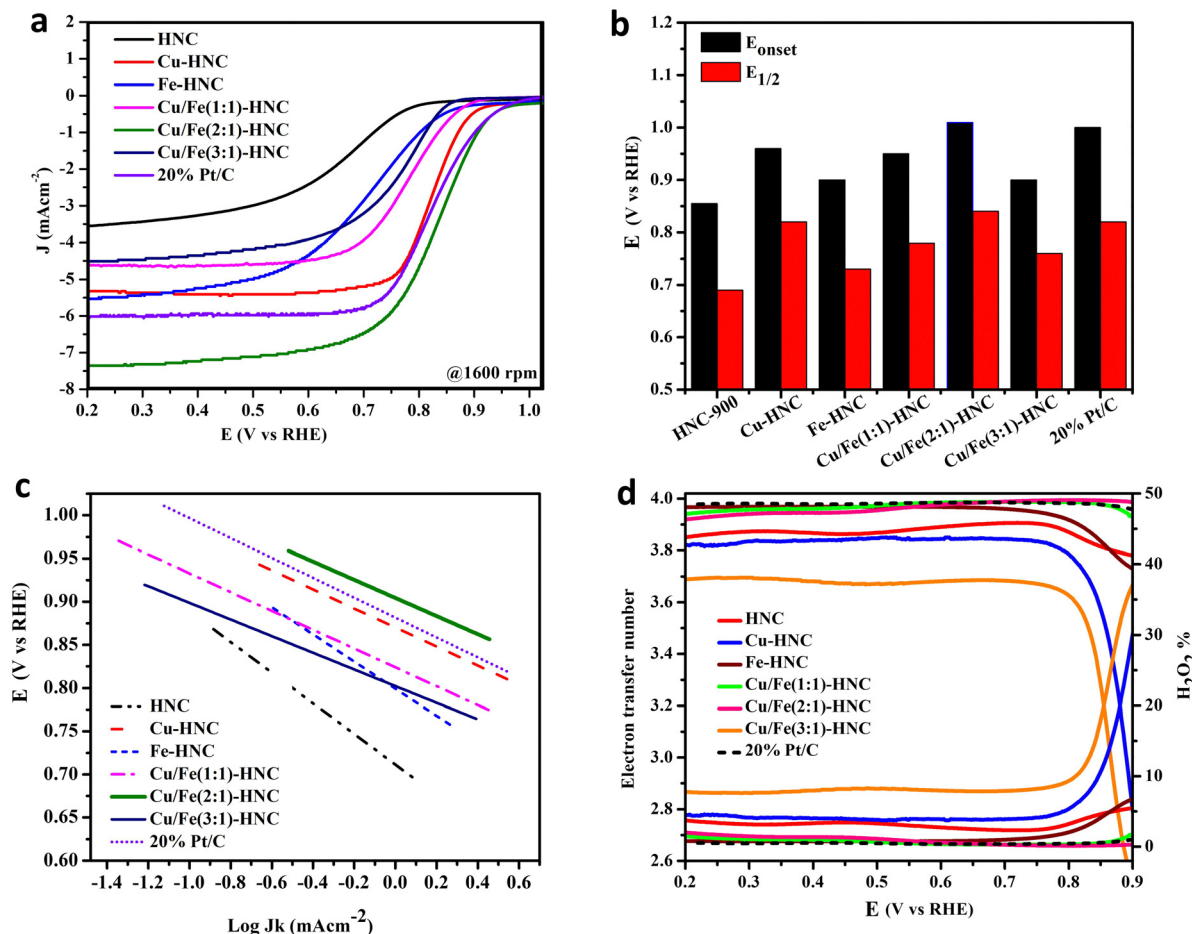 a
J (mAcm-2)
1
0
-1
-2
-3
-4
-5
-6
-7
-8
HNC
Cu-HNC
Fe-HNC
Cu/Fe(1:1)-HNC
Cu/Fe(2:1)-HNC
Cu/Fe(3:1)-HNC
20% Pt/C
@1600 rpm
0.2 0.3 0.4 0.5 0.6 0.7 0.8 0.9 1.0
E (V vs RHE)
b
E (V vs RHE)
1.2
1.1
1.0
0.9
0.8
0.7
0.6
0.5
Eonset
E1/2
HNC-900
Cu-HNC
Fe-HNC
Cu/Fe(1:1)-HNC
Cu/Fe(2:1)-HNC
Cu/Fe(3:1)-HNC
20% Pt/C
c
E (V vs RHE)
1.00
0.95
0.90
0.85
0.80
0.75
0.70
0.65
0.60
HNC
Cu-HNC
Fe-HNC
Cu/Fe(1:1)-HNC
Cu/Fe(2:1)-HNC
Cu/Fe(3:1)-HNC
20% Pt/C
-1.4 -1.2 -1.0 -0.8 -0.6 -0.4 -0.2 0.0 0.2 0.4 0.6
Log Jk (mAcm-2)
d
Electron transfer number
4.0
3.8
3.6
3.4
3.2
3.0
2.8
2.6
HNC
Cu-HNC
Fe-HNC
Cu/Fe(1:1)-HNC
Cu/Fe(2:1)-HNC
Cu/Fe(3:1)-HNC
20% Pt/C
50
40
30
20
10
0
H2O2 %
0.2 0.3 0.4 0.5 0.6 0.7 0.8 0.9
E (V vs RHE)